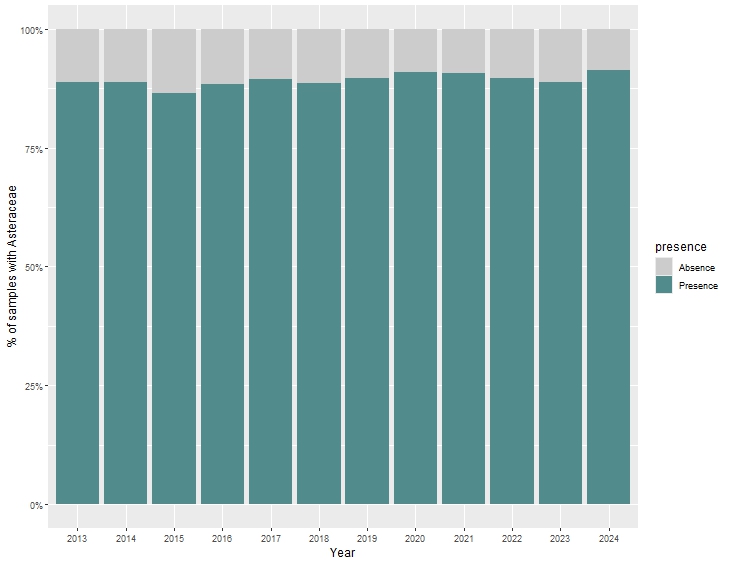 100%
75%
50%
25%
0%
% of samples with Asteraceae
2013 2014 2015 2016 2017 2018 2019 2020 2021 2022 2023 2024
Year
presence
Absence
Presence